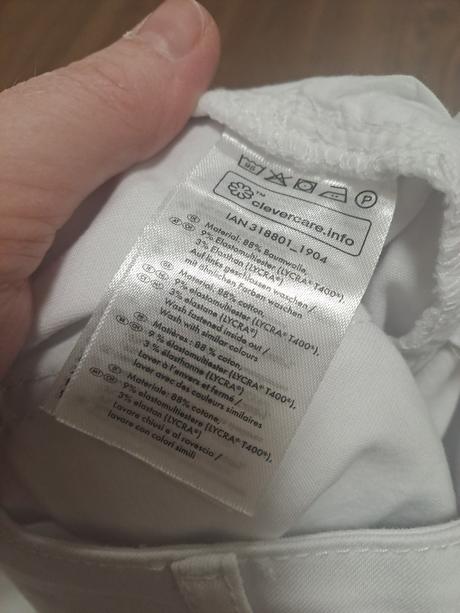 P
clevercare.info
IAN 318801_1904
DE AT CH Material: 88% Baumwolle,
9% Elastomultiester (LYCRA® T400®),
3% Elasthan (LYCRA®)
Auf links geschlossen waschen /
mit ähnlichen Farben waschen
Material: 88% cotton,
9% elastomultiester (LYCRA® T400®),
3% elastane (LYCRA®)
Wash fastened inside out /
Wash with similar colours
Matières : 88 % coton,
9 % élastomultiester (LYCRA® T400®),
3 % élasthanne (LYCRA®)
Laver à l'envers et fermé /
laver avec des couleurs similaires
Materiale: 88% cotone,
9% elastomultiestere (LYCRA® T400®),
3% elastan (LYCRA®)
Lavare chiusi e al rovescio /
lavare con colori simili